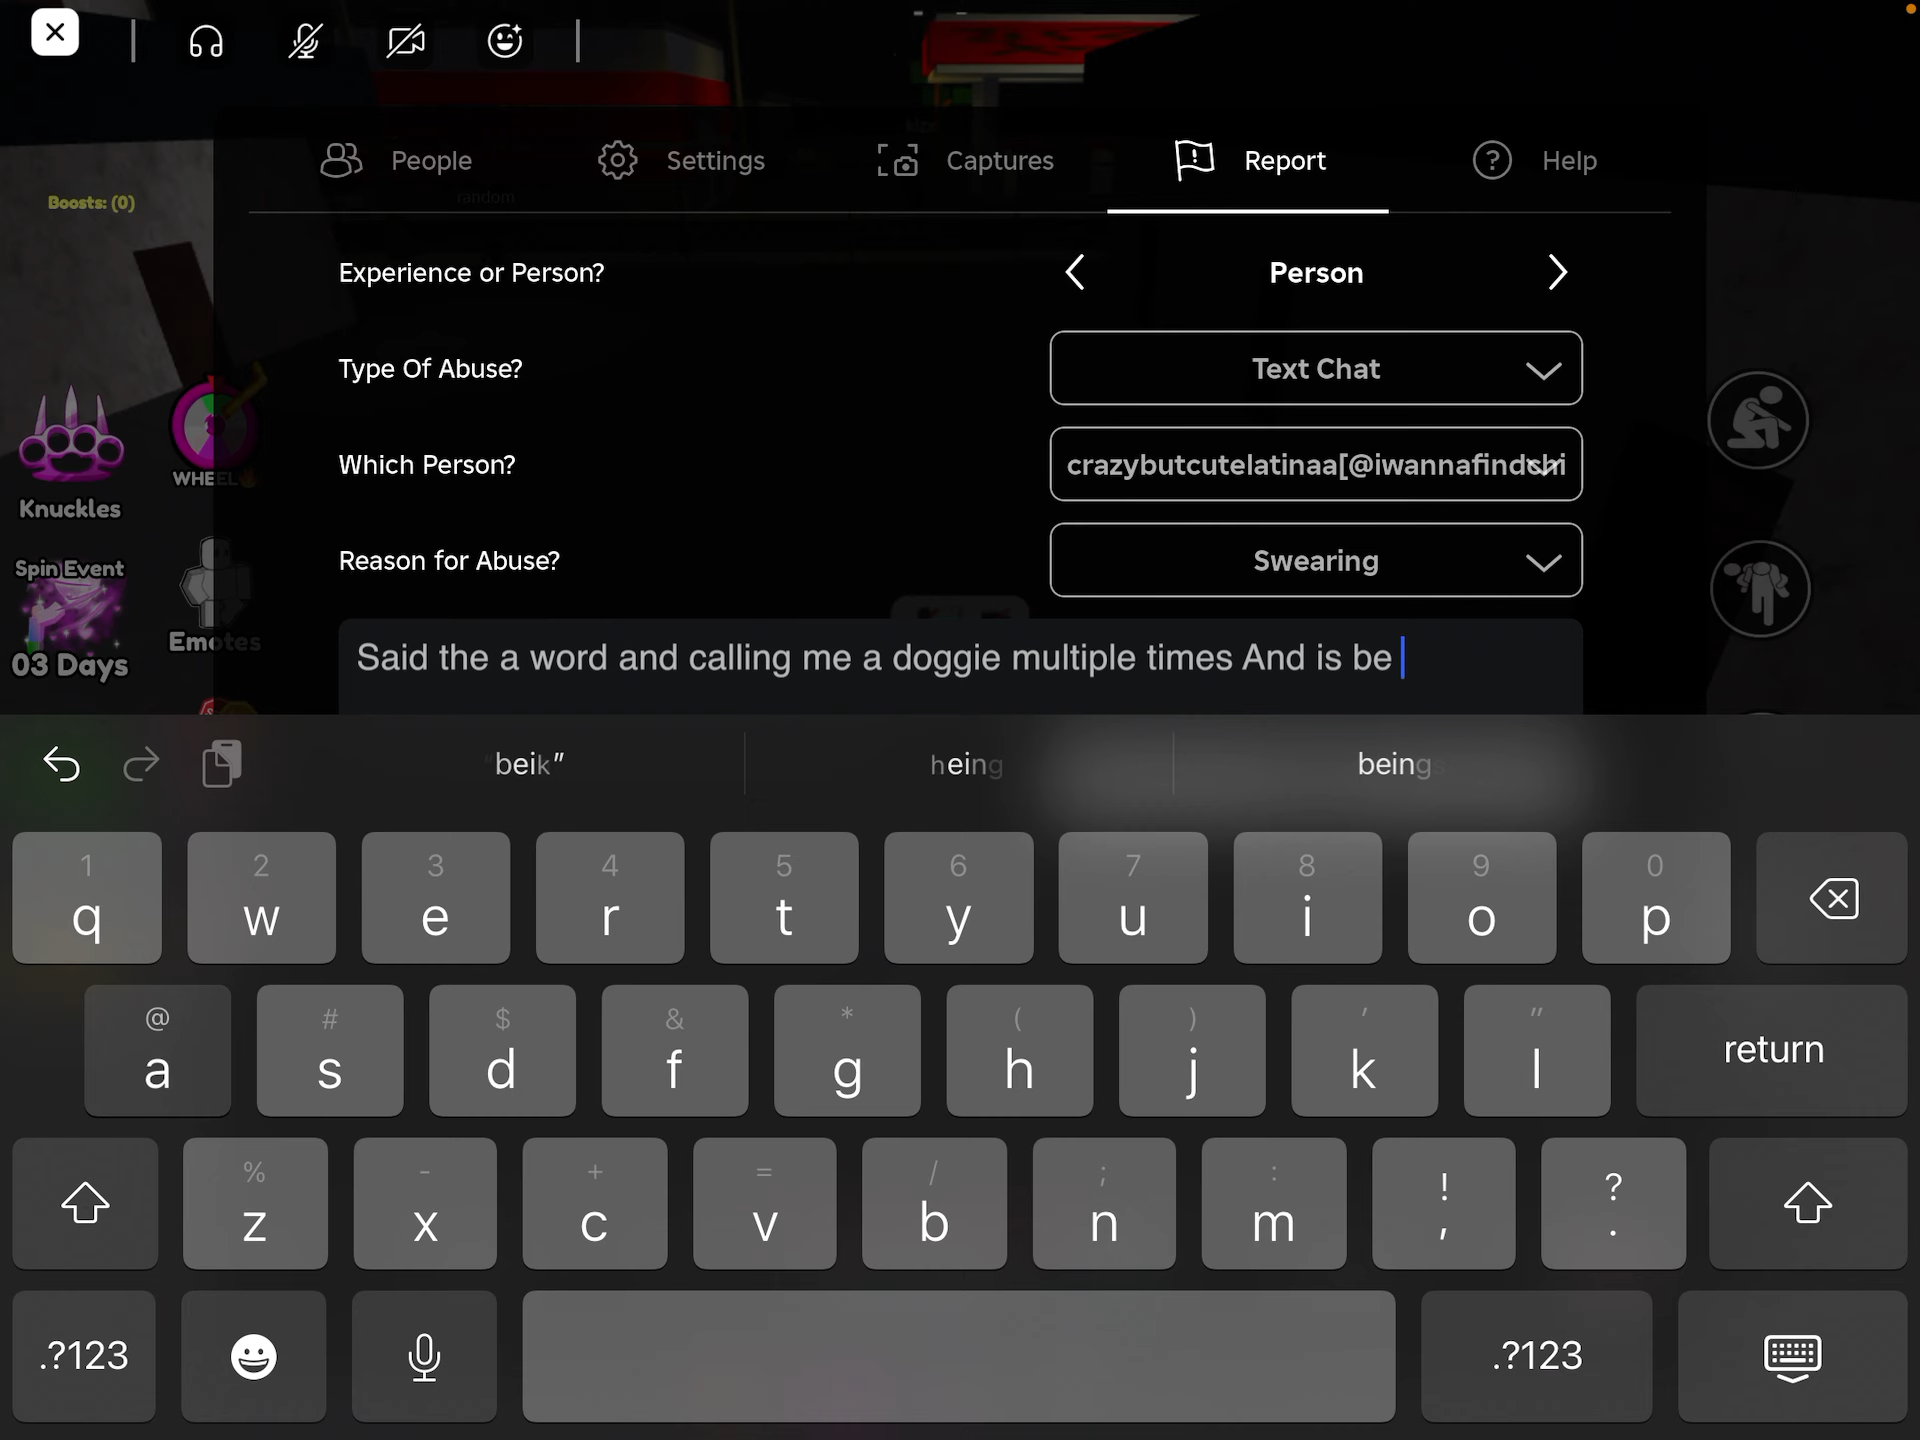 People
Settings
Captures
Report
Help
random
Boosts: (0)
Experience or Person?
Person
Type Of Abuse?
Text Chat
Which Person?
crazybutcutelatinaa[@iwannafindchi
Reason for Abuse?
Swearing
WHEEL
Knuckles
Spin Event
03 Days
Emotes
Said the a word and calling me a doggie multiple times And is be
"beik"
heing
beings
1 2 3 4 5 6 7 8 9 0
q w e r t y u i o p
@ # $ & * ( ) ' "
a s d f g h j k l return
% - + = / ; : ! ?
z x c v b n m , .
.?123 .?123